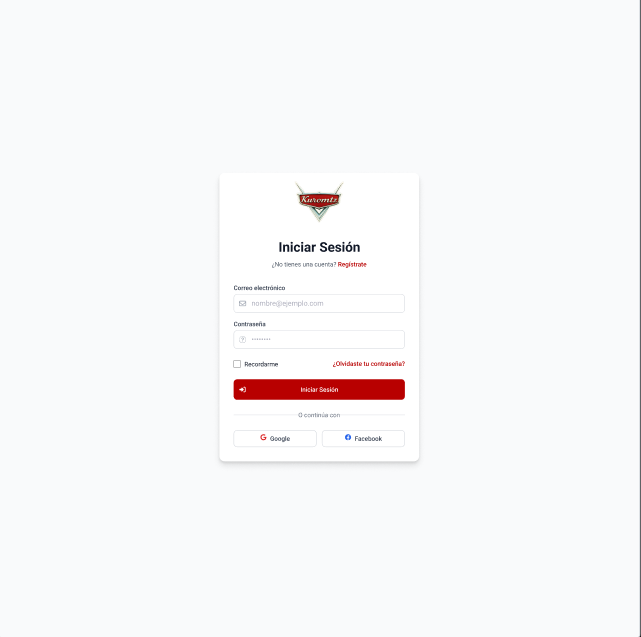 Kuromtz
Iniciar Sesión
¿No tienes una cuenta? Regístrate
Correo electrónico
nombre@ejemplo.com
Contraseña
••••••••
Recordarme
¿Olvidaste tu contraseña?
Iniciar Sesión
O continúa con
Google
Facebook